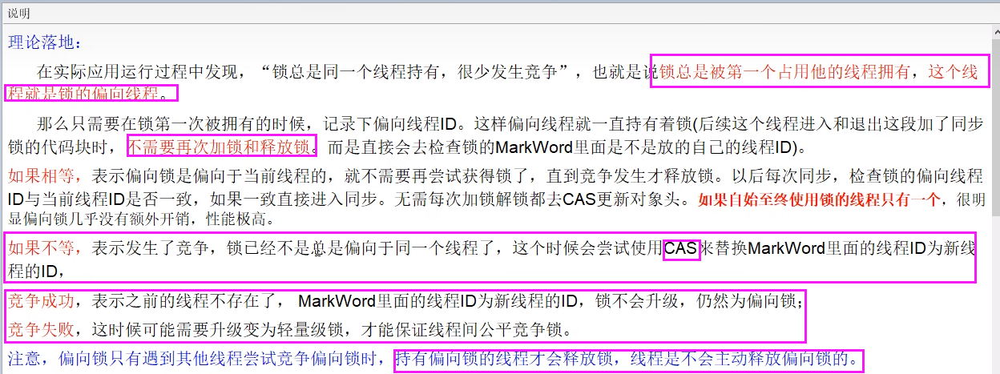 说明
理论落地：
在实际应用运行过程中发现，“锁总是同一个线程持有，很少发生竞争”，也就是说锁总是被第一个占用他的线程拥有，这个线
程就是锁的偏向线程。
那么只需要在锁第一次被拥有的时候，记录下偏向线程ID。这样偏向线程就一直持有着锁(后续这个线程进入和退出这段加了同步
锁的代码块时，不需要再次加锁和释放锁。而是直接会去检查锁的MarkWord里面是不是放的自己的线程ID)。
如果相等，表示偏向锁是偏向于当前线程的，就不需要再尝试获得锁了，直到竞争发生才释放锁。以后每次同步，检查锁的偏向线程
ID与当前线程ID是否一致，如果一致直接进入同步。无需每次加锁解锁都去CAS更新对象头。如果自始至终使用锁的线程只有一个，很明
显偏向锁几乎没有额外开销，性能极高。
如果不等，表示发生了竞争，锁已经不是总是偏向于同一个线程了，这个时候会尝试使用CAS来替换MarkWord里面的线程ID为新线
程的ID，
竞争成功，表示之前的线程不存在了， MarkWord里面的线程ID为新线程的ID，锁不会升级，仍然为偏向锁；
竞争失败，这时候可能需要升级变为轻量级锁，才能保证线程间公平竞争锁。
注意，偏向锁只有遇到其他线程尝试竞争偏向锁时，持有偏向锁的线程才会释放锁，线程是不会主动释放偏向锁的。